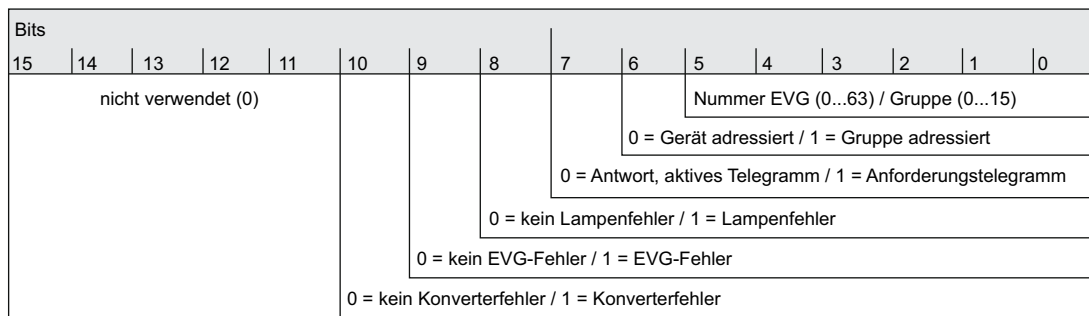 Bits
15 14 13 12 11 10 9 8 7 6 5 4 3 2 1 0
nicht verwendet (0) Nummer EVG (0...63) / Gruppe (0...15)
0 = Gerät adressiert / 1 = Gruppe adressiert
0 = Antwort, aktives Telegramm / 1 = Anforderungstelegramm
0 = kein Lampenfehler / 1 = Lampenfehler
0 = kein EVG-Fehler / 1 = EVG-Fehler
0 = kein Konverterfehler / 1 = Konverterfehler